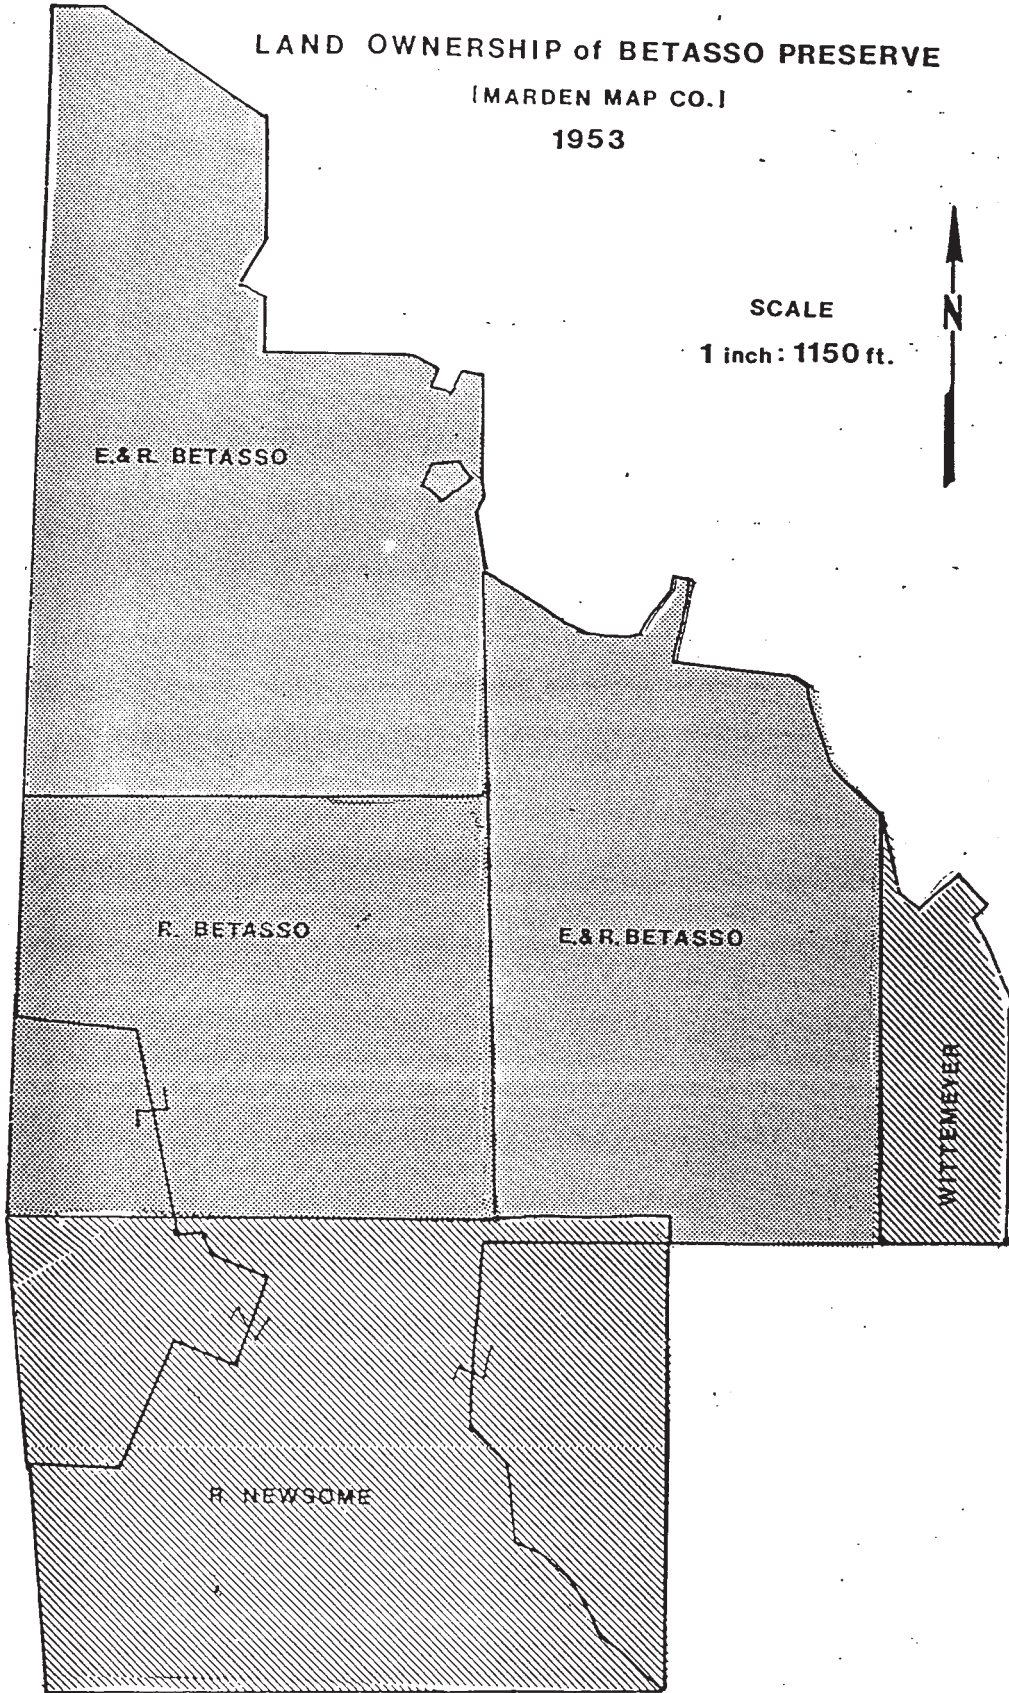 LAND OWNERSHIP of BETASSO PRESERVE
[MARDEN MAP CO.]
1953
N
SCALE
1 inch: 1150 ft.
E.& R. BETASSO
R. BETASSO
E.& R. BETASSO
WITTEMEYER
R. NEWSOME